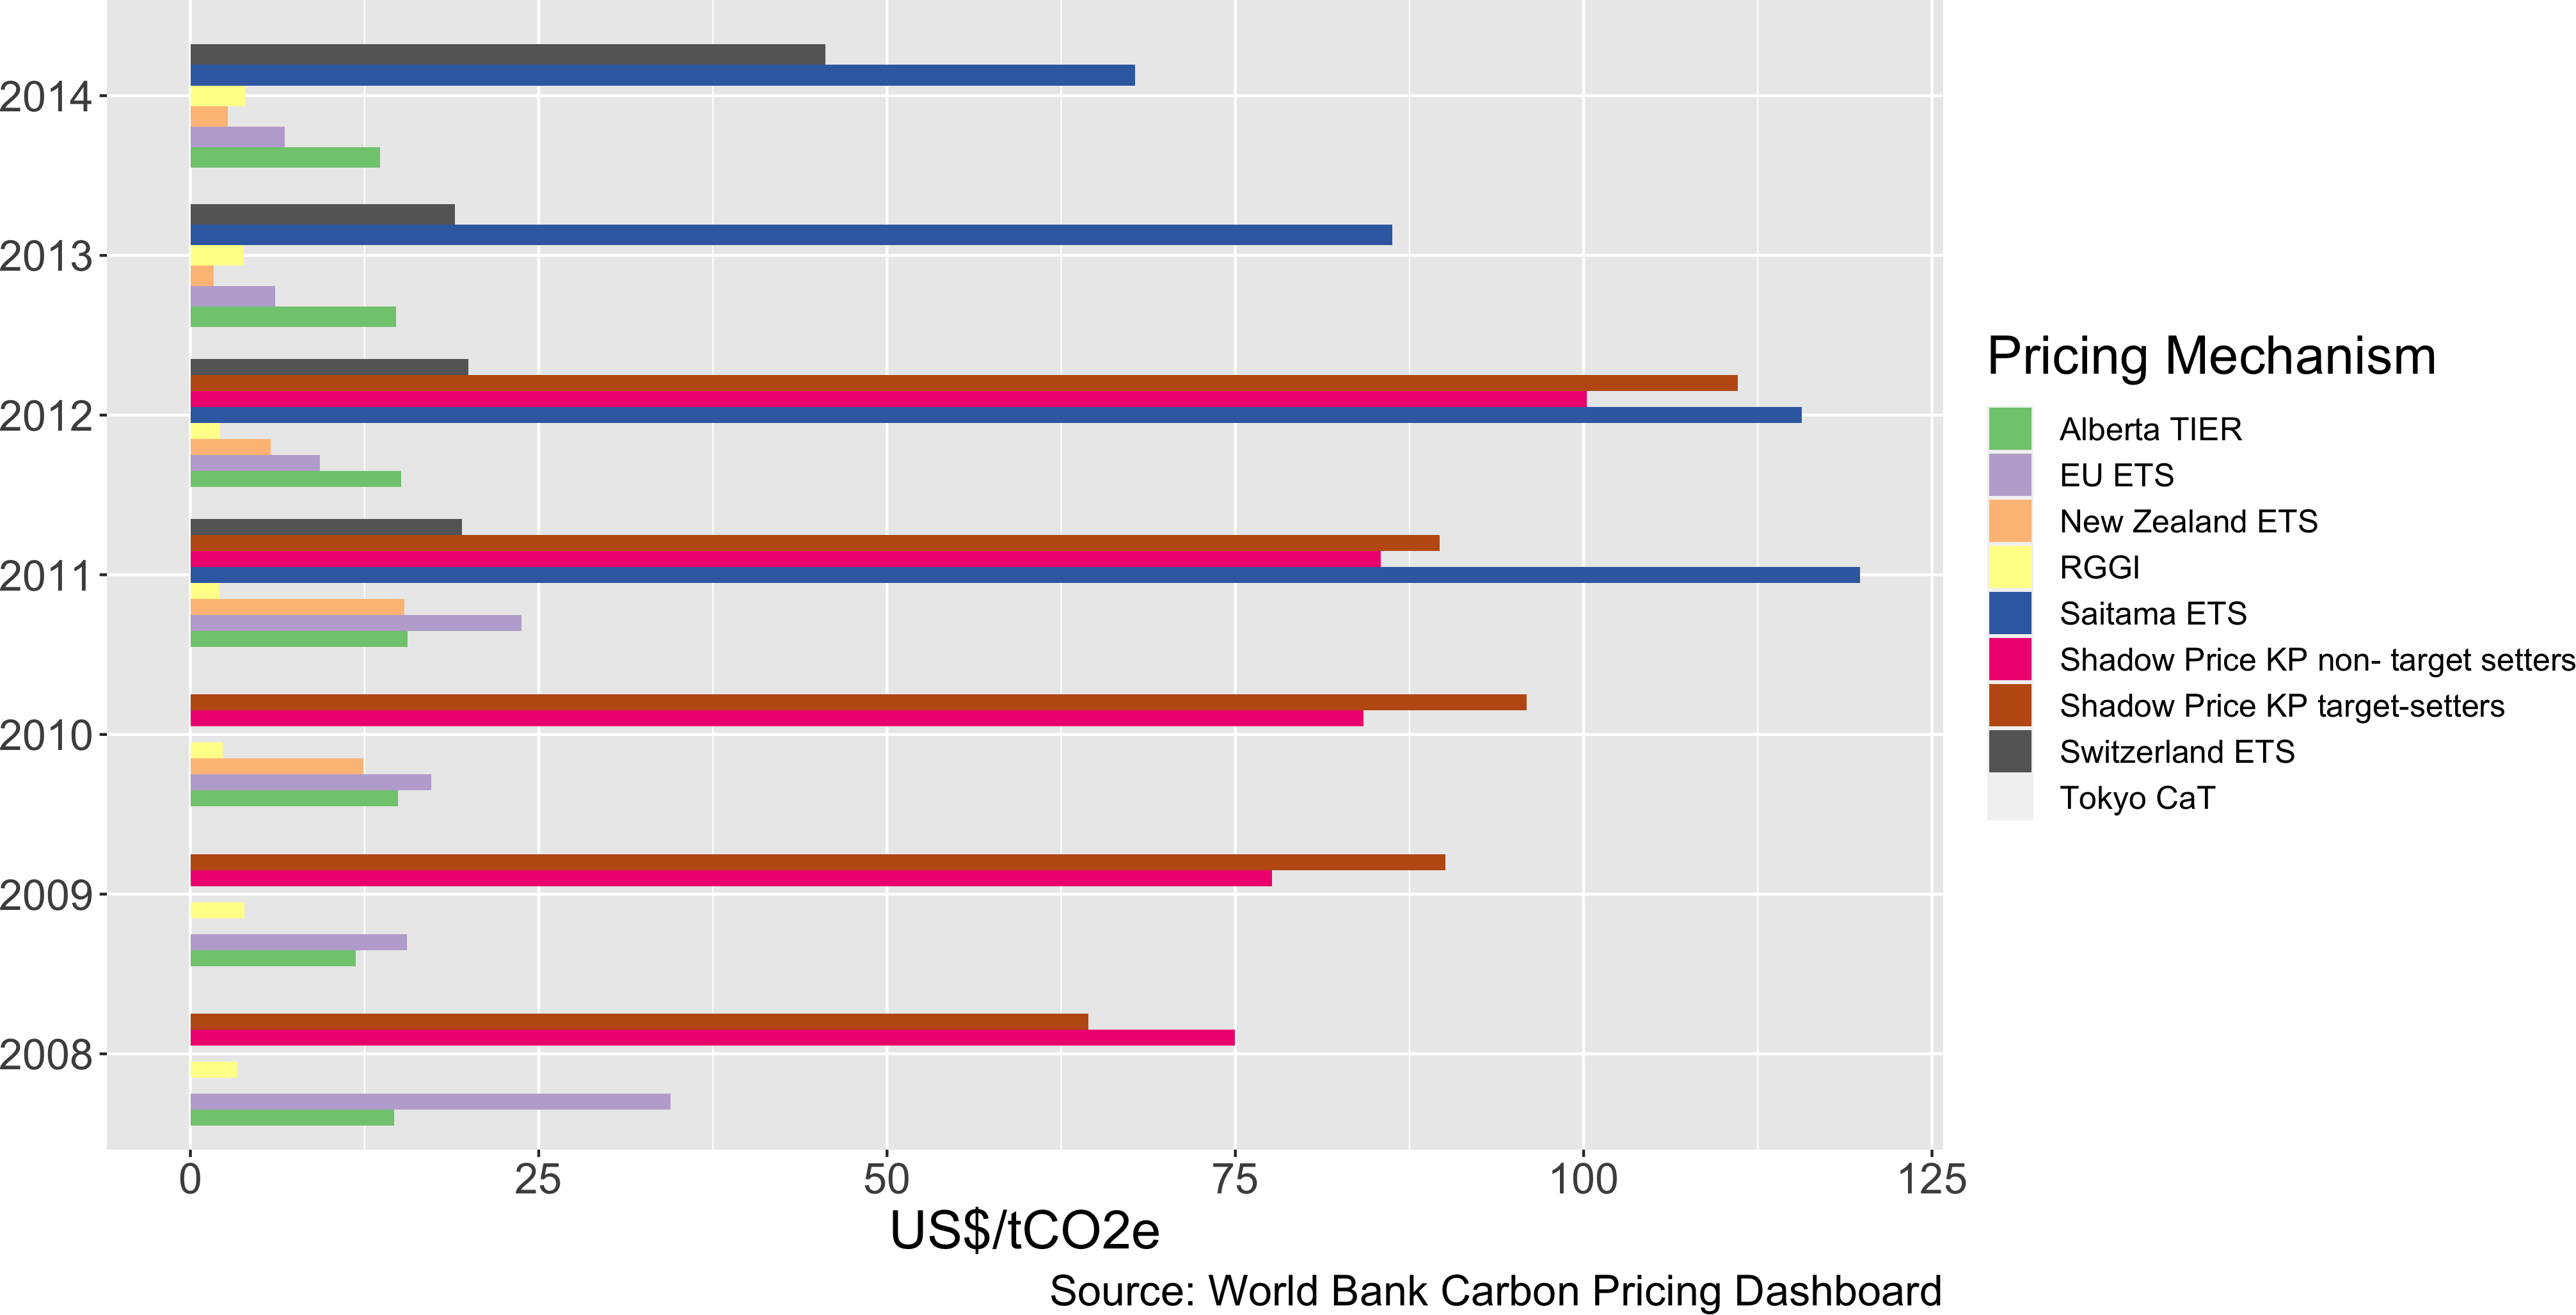 2014
2013
2012
2011
2010
2009
2008
0 25 50 75 100 125
US$/tCO2e
Source: World Bank Carbon Pricing Dashboard
Pricing Mechanism
Alberta TIER
EU ETS
New Zealand ETS
RGGI
Saitama ETS
Shadow Price KP non- target setters
Shadow Price KP target-setters
Switzerland ETS
Tokyo CaT